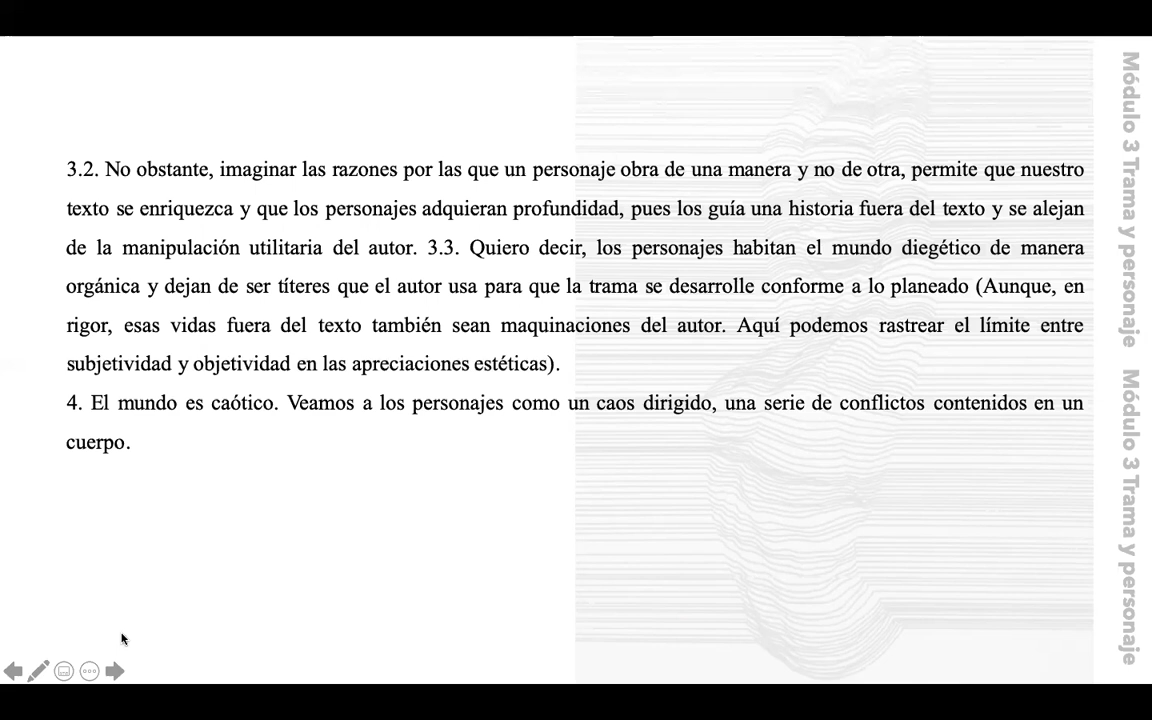 3.2. No obstante, imaginar las razones por las que un personaje obra de una manera y no de otra, permite que nuestro
texto se enriquezca y que los personajes adquieran profundidad, pues los guía una historia fuera del texto y se alejan
de la manipulación utilitaria del autor. 3.3. Quiero decir, los personajes habitan el mundo diegético de manera
orgánica y dejan de ser títeres que el autor usa para que la trama se desarrolle conforme a lo planeado (Aunque, en
rigor, esas vidas fuera del texto también sean maquinaciones del autor. Aquí podemos rastrear el límite entre
subjetividad y objetividad en las apreciaciones estéticas).
4. El mundo es caótico. Veamos a los personajes como un caos dirigido, una serie de conflictos contenidos en un
cuerpo.
Módulo 3 Trama y personaje
Módulo 3 Trama y personaje